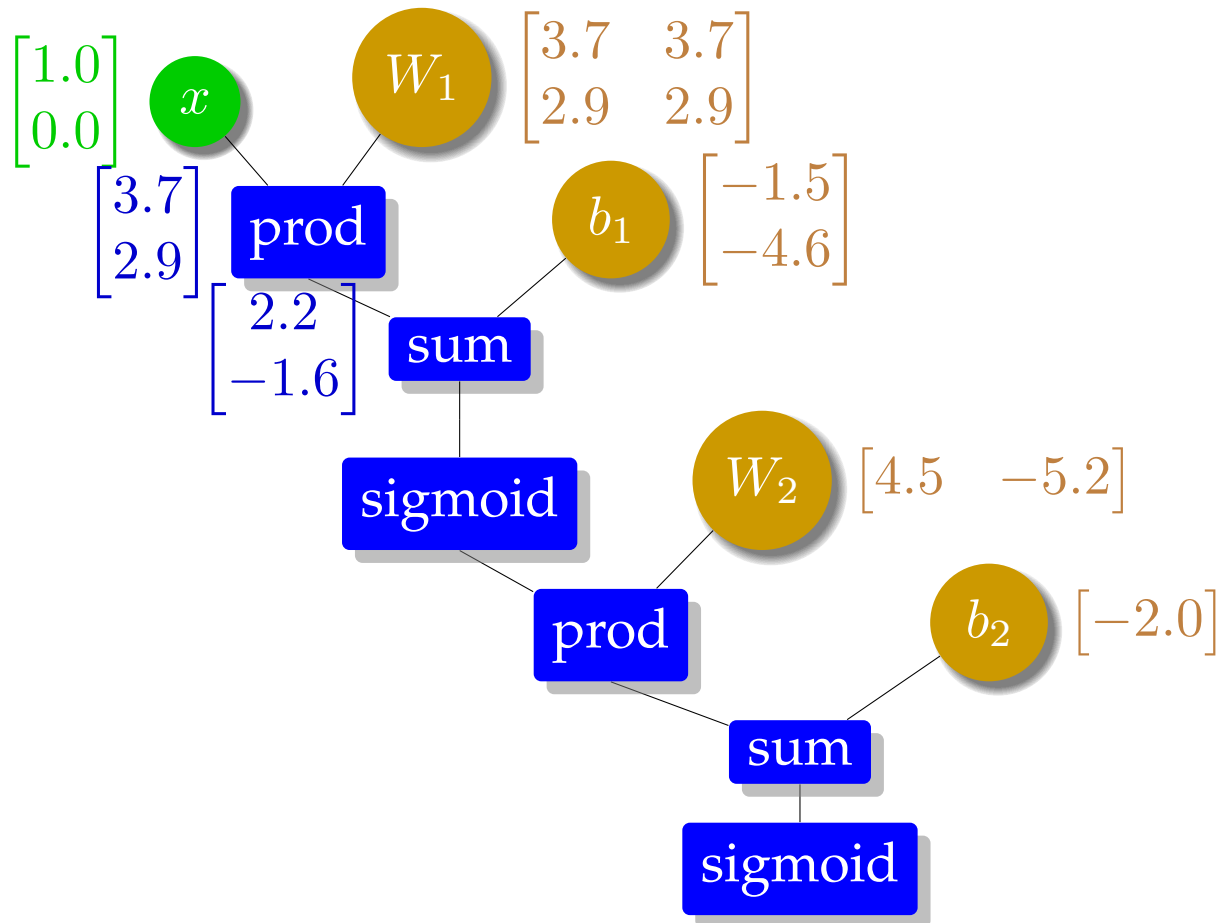 [1.0
0.0]
x
W₁
[3.7 3.7
2.9 2.9]
[3.7
2.9]
prod
b₁
[−1.5
−4.6]
[2.2
−1.6]
sum
sigmoid
W₂
[4.5 −5.2]
prod
b₂
[−2.0]
sum
sigmoid